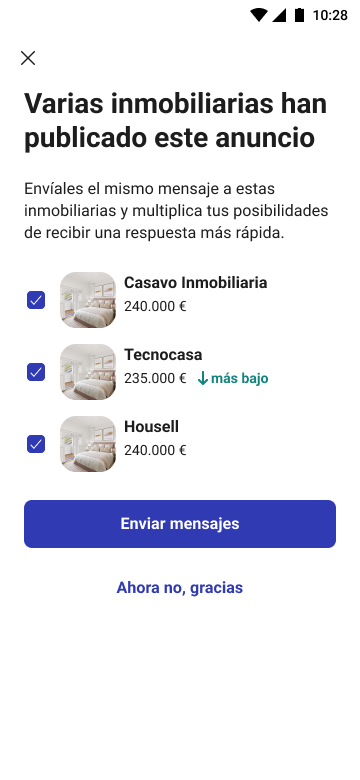 10:28
Varias inmobiliarias han
publicado este anuncio
Envíales el mismo mensaje a estas
inmobiliarias y multiplica tus posibilidades
de recibir una respuesta más rápida.
Casavo Inmobiliaria
240.000 €
Tecnocasa
235.000 € ↓ más bajo
Housell
240.000 €
Enviar mensajes
Ahora no, gracias